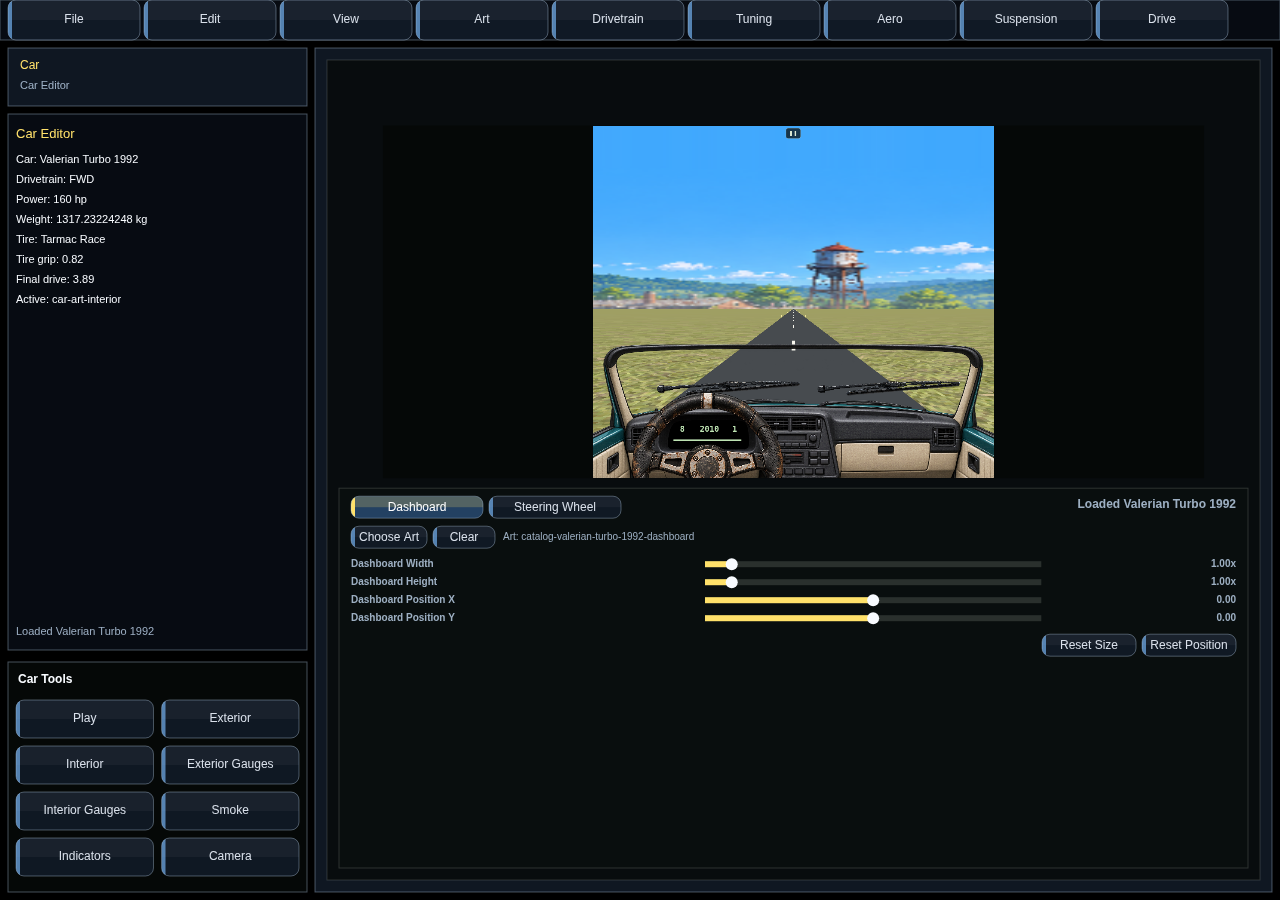 File Edit View Art Drivetrain Tuning Aero Suspension Drive
Car
Car Editor
Car Editor
Car: Valerian Turbo 1992
Drivetrain: FWD
Power: 160 hp
Weight: 1317.23224248 kg
Tire: Tarmac Race
Tire grip: 0.82
Final drive: 3.89
Active: car-art-interior
Loaded Valerian Turbo 1992
Car Tools
Play Exterior
Interior Exterior Gauges
Interior Gauges Smoke
Indicators Camera
8 2010 1
Dashboard Steering Wheel Loaded Valerian Turbo 1992
Choose Art Clear Art: catalog-valerian-turbo-1992-dashboard
Dashboard Width 1.00x
Dashboard Height 1.00x
Dashboard Position X 0.00
Dashboard Position Y 0.00
Reset Size Reset Position